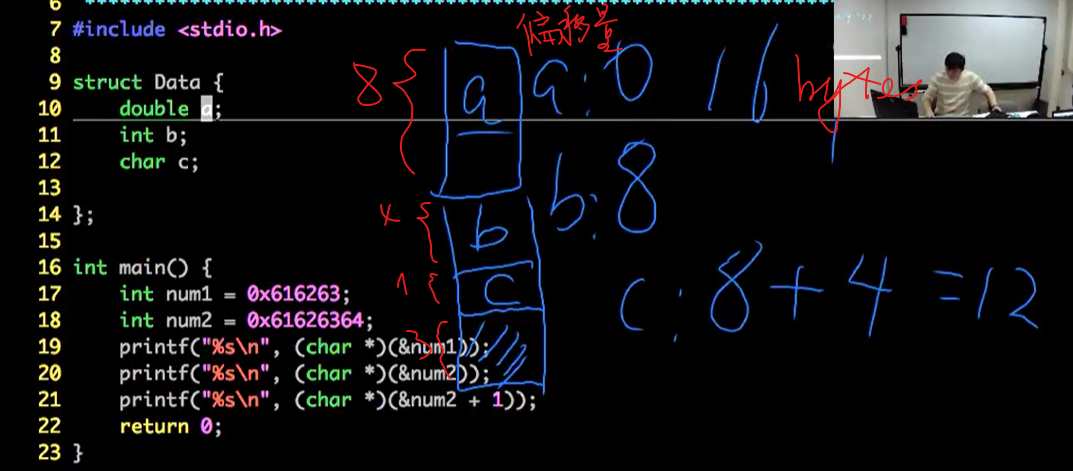 6
7 #include <stdio.h>
8
9 struct Data {
10 double a;
11 int b;
12 char c;
13
14 };
15
16 int main() {
17 int num1 = 0x616263;
18 int num2 = 0x61626364;
19 printf("%s\n", (char *)(&num1));
20 printf("%s\n", (char *)(&num2));
21 printf("%s\n", (char *)(&num2 + 1));
22 return 0;
23 }
偏移量
8 a a:0 16 bytes
4 b b:8
1 c c:8+4=12
3